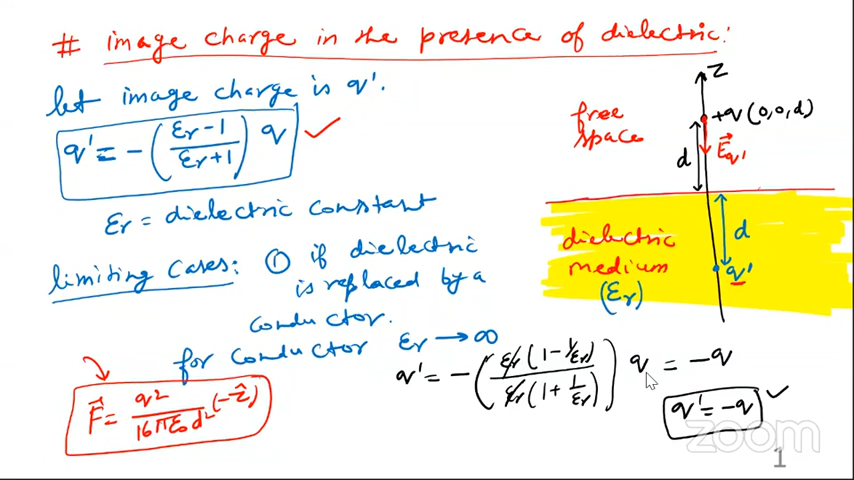 # image charge in the presence of dielectric:
let image charge is q'.
q' = - (εr-1 / εr+1) q ✓
εr = dielectric constant
limiting cases: ① if dielectric
is replaced by a
conductor.
for conductor εr → ∞
q' = - (εr(1-1/εr) / εr(1+1/εr)) q = -q
q' = -q ✓
F⃗ = q² / 16πε₀d² (-ẑ)
z
free
space
+q (0,0,d)
d
E⃗q'
dielectric
medium
(εr)
d
q'
zoom
1